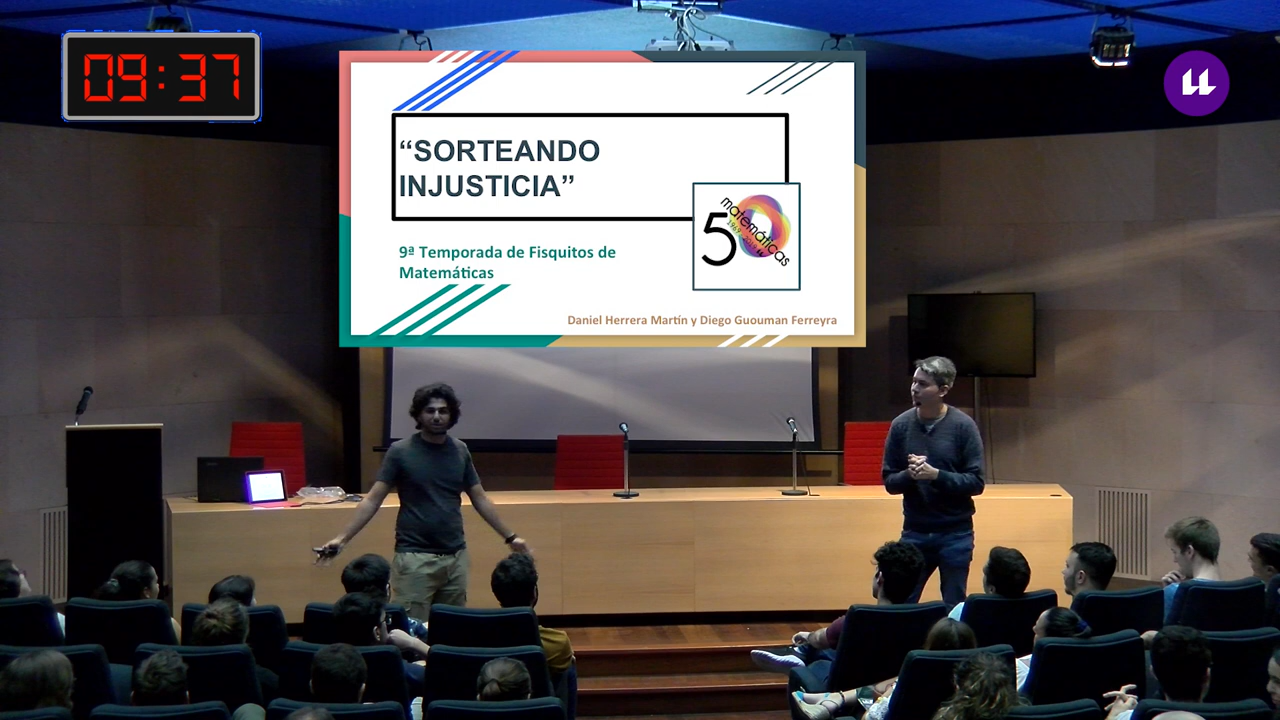 09:37
“SORTEANDO
INJUSTICIA”
matemáticas
50
9ª Temporada de Fisquitos de
Matemáticas
Daniel Herrera Martín y Diego Guouman Ferreyra